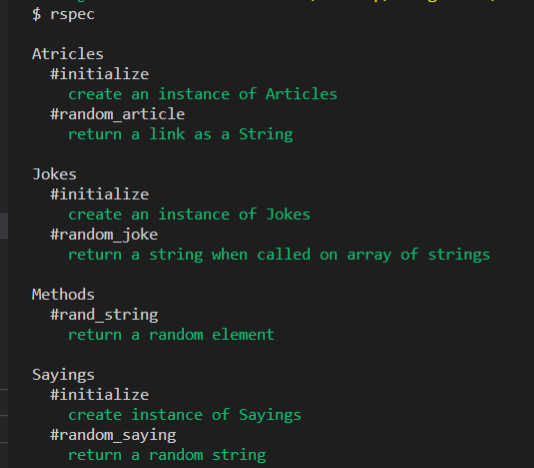 $ rspec
Atricles
#initialize
create an instance of Articles
#random_article
return a link as a String
Jokes
#initialize
create an instance of Jokes
#random_joke
return a string when called on array of strings
Methods
#rand_string
return a random element
Sayings
#initialize
create instance of Sayings
#random_saying
return a random string